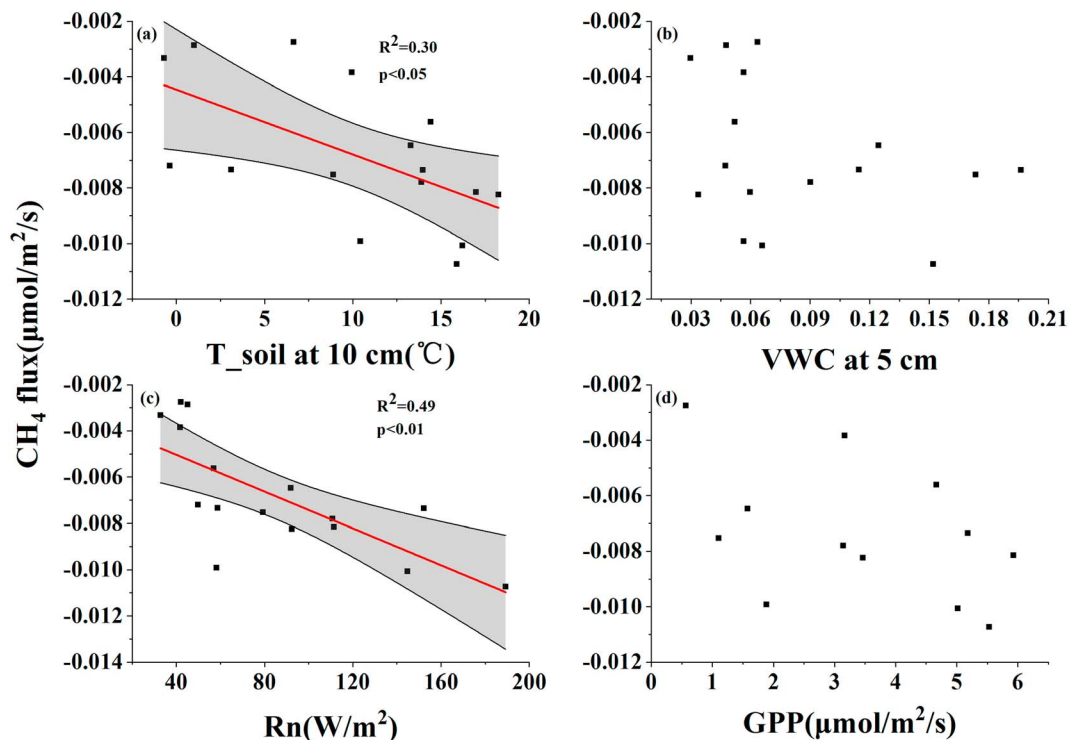 CH4 flux(μmol/m2/s)
(a)
R2=0.30
p<0.05
-0.002
-0.004
-0.006
-0.008
-0.010
-0.012
0 5 10 15 20
T_soil at 10 cm(℃)
(b)
-0.002
-0.004
-0.006
-0.008
-0.010
-0.012
0.03 0.06 0.09 0.12 0.15 0.18 0.21
VWC at 5 cm
(c)
R2=0.49
p<0.01
-0.002
-0.004
-0.006
-0.008
-0.010
-0.012
-0.014
40 80 120 160 200
Rn(W/m2)
(d)
-0.002
-0.004
-0.006
-0.008
-0.010
-0.012
0 1 2 3 4 5 6
GPP(μmol/m2/s)